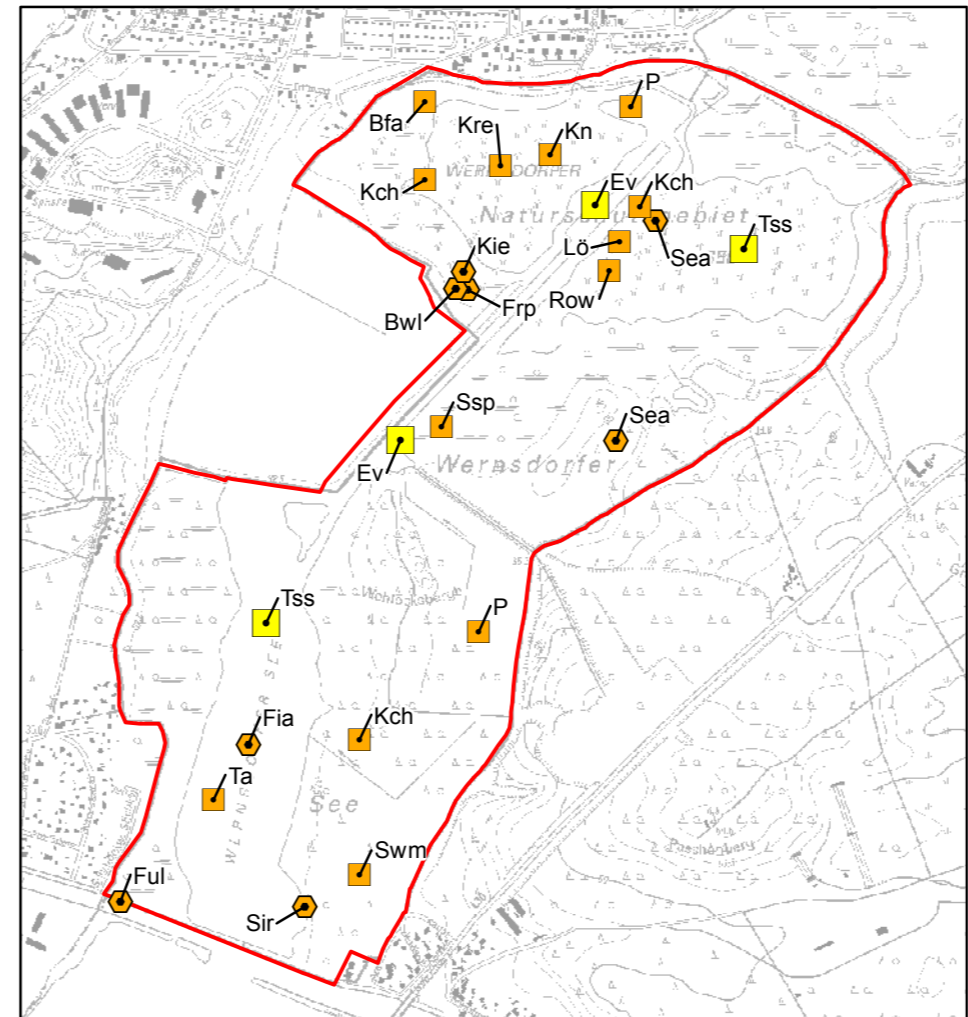 P
Bfa
Kre
Kn
WERNSDORFER
Kch
Ev
Kch
Naturschutzgebiet
Tss
Lö
Sea
Kie
Row
Bwl
Frp
Ssp
Sea
Ev
Wernsdorfer
Tss
P
Fia
Kch
Ta
See
Swm
Ful
Sir